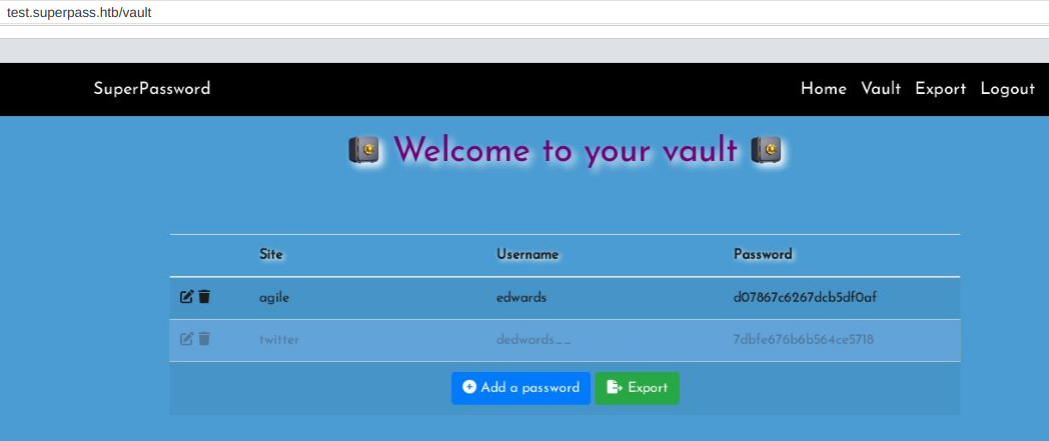 test.superpass.htb/vault
SuperPassword Home Vault Export Logout
Welcome to your vault
Site Username Password
agile edwards d07867c6267dcb5df0af
twitter dedwards__ 7dbfe676b6b564ce5718
Add a password Export